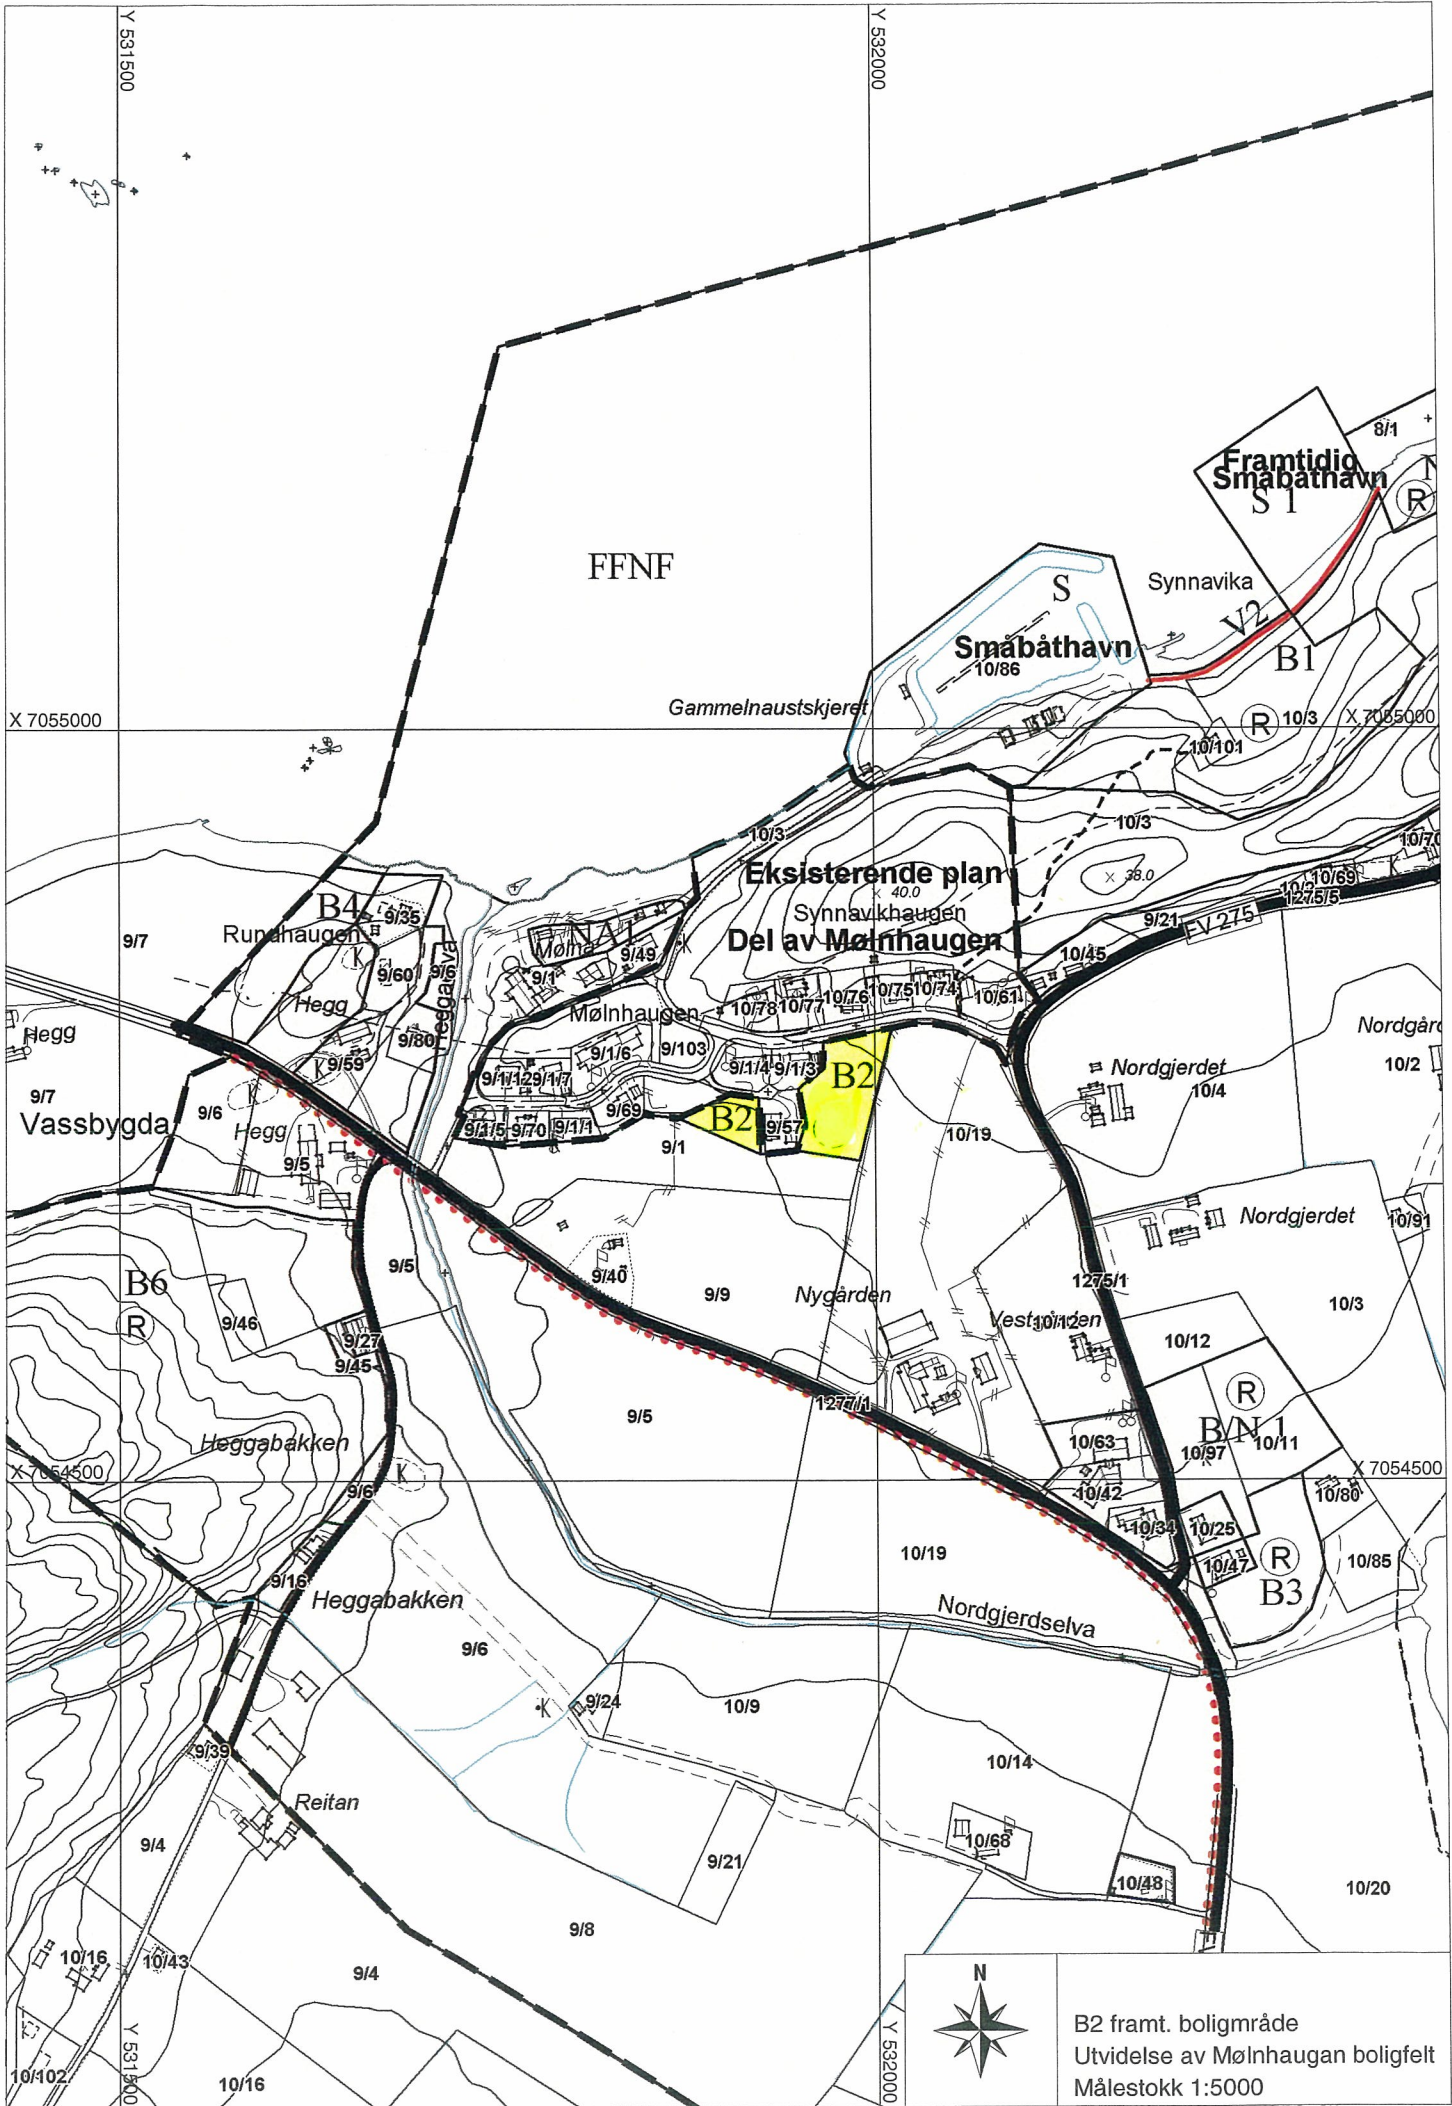 Y 531500
Y 532000
8/1
Framtidig
Småbåthavn
S 1
R
FFNF
S
Synnavika
V2
Småbåthavn
10/86
B1
Gammelnaustskjeret
R
10/3
X 7055000
X 7055000
10/101
10/3
10/3
10/70
Eksisterende plan
40.0
38.0
10/69
K
1275/5
B4
9/35
Synnavikhaugen
9/21
FV 275
Rundhaugen
NA1
Del av Mølnhaugen
9/7
K
Mølna
9/49
K
10/45
9/60
9/6
9/1
Heggaelva
10/75
10/74
10/61
10/76
10/78
10/77
Hegg
Mølnhaugen
Hegg
9/80
9/1/6
9/103
Nordgjerdet
10/2
9/59
K
9/1/4
9/1/3
B2
9/1/12
9/1/7
10/4
9/7
K
9/6
9/69
Vassbygda
Hegg
9/1/5
9/70
9/1/1
B2
9/57
10/19
9/1
9/5
Nordgjerdet
10/91
9/5
1275/1
B6
9/40
9/9
Nygården
10/3
R
9/46
10/12
9/27
10/12
9/45
R
1277/1
9/5
B/N 1
Heggabakken
10/63
10/97
10/11
X 7054500
X 7054500
K
9/6
10/42
10/80
10/34
10/25
10/19
R
10/47
10/85
9/16
B3
Heggabakken
Nordgjerdselva
9/6
K
9/24
10/9
9/39
10/14
Reitan
9/4
10/68
9/21
10/48
10/20
9/8
10/16
10/43
9/4
N
B2 framt. boligmråde
Utvidelse av Mølnhaugan boligfelt
Målestokk 1:5000
10/102
Y 531500
10/16
Y 532000